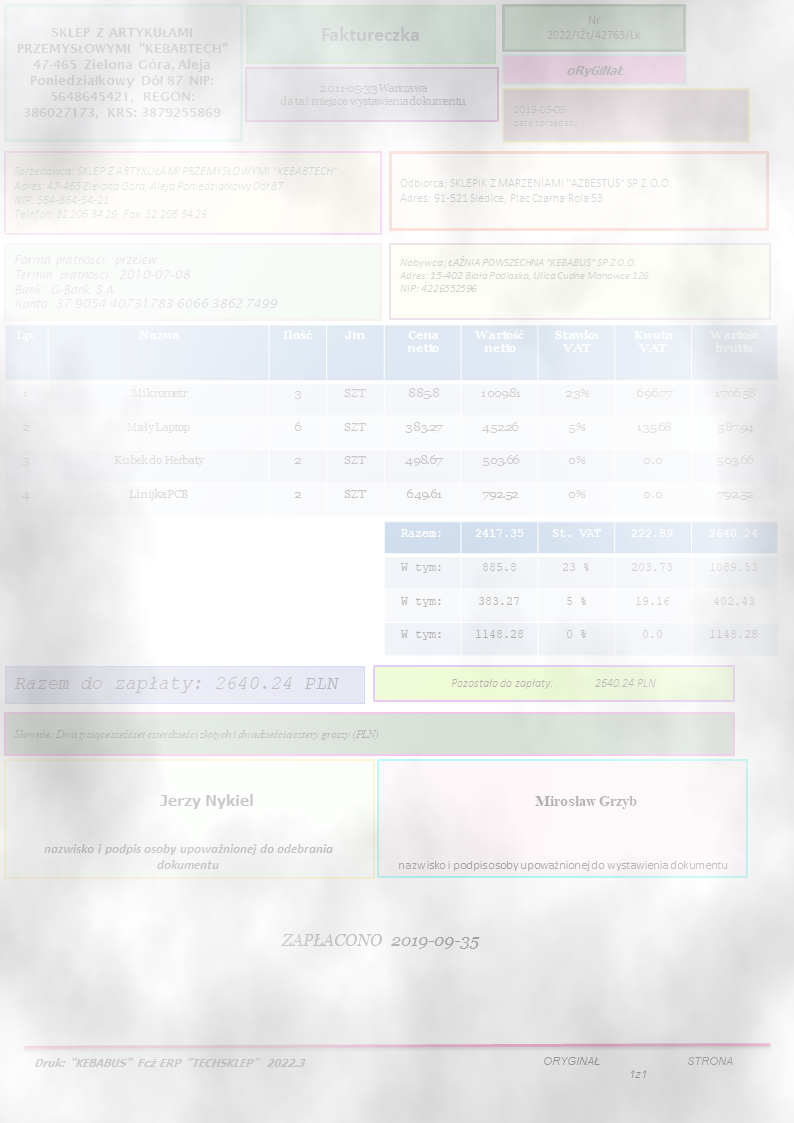 SKLEP Z ARTYKUŁAMI
PRZEMYSŁOWYMI "KEBABTECH"
47-465 Zielona Góra, Aleja
Poniedziałkowy Dół 87 NIP:
5648645421, REGON:
386027173, KRS: 3879255869
Faktureczka
2011-05-33 Warszawa
data i miejsce wystawienia dokumentu
Nr
2022/IŻt/42763/Lk
oRyGiNaŁ
2015-05-05
data sprzedaży
Sprzedawca: SKLEP Z ARTYKUŁAMI PRZEMYSŁOWYMI "KEBABTECH"
Adres: 47-465 Zielona Góra, Aleja Poniedziałkowy Dół 87
NIP: 564-864-54-21
Telefon: 32 206 34 29, Fax: 32 206 34 29
Odbiorca: SKLEPIK Z MARZENIAMI "AZBESTUS" SP Z O.O.
Adres: 91-521 Siedlce, Plac Czarna Rola 53
Forma płatności: przelew
Termin płatności: 2010-07-08
Bank: G-Bank S.A.
Konto 37 9054 40731783 6066 3862 7499
Nabywca: ŁAŹNIA POWSZECHNA "KEBABUS" SP Z O.O.
Adres: 15-402 Biała Podlaska, Ulica Cudne Manowce 126
NIP: 4226552596
Lp. Nazwa Ilość Jm Cena netto Wartość netto Stawka VAT Kwota VAT Wartość brutto
1 Mikrometr 3 SZT 885.8 1009.81 23% 696.77 1706.58
2 Mały Laptop 6 SZT 383.27 452.26 5% 135.68 587.94
3 Kubek do Herbaty 2 SZT 498.67 503.66 0% 0.0 503.66
4 Linijka PCB 2 SZT 649.61 792.52 0% 0.0 792.52
Razem: 2417.35 St. VAT 222.89 2640.24
W tym: 885.8 23 % 203.73 1089.53
W tym: 383.27 5 % 19.16 402.43
W tym: 1148.28 0 % 0.0 1148.28
Razem do zapłaty: 2640.24 PLN
Pozostało do zapłaty: 2640.24 PLN
Słownie: Dwa tysiące sześćset czterdzieści złotych i dwadzieścia cztery groszy (PLN)
Jerzy Nykiel
nazwisko i podpis osoby upoważnionej do odebrania
dokumentu
Mirosław Grzyb
nazwisko i podpis osoby upoważnionej do wystawienia dokumentu
ZAPŁACONO 2019-09-35
Druk: "KEBABUS" Fcż ERP "TECHSKLEP" 2022.3
ORYGINAŁ STRONA
1z1